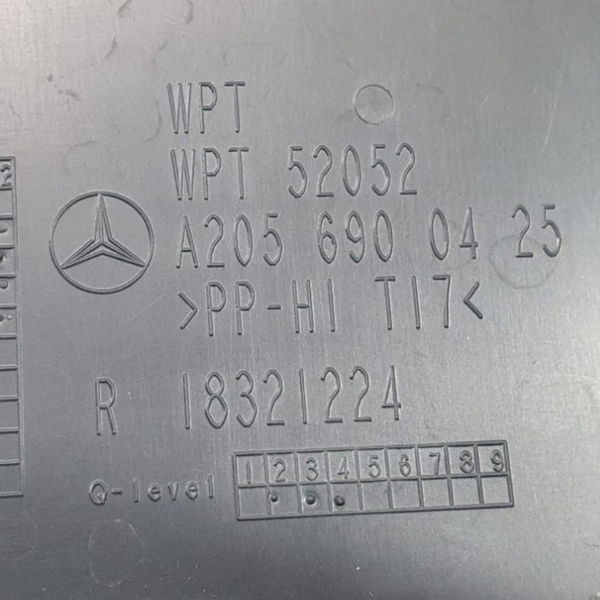 WPT
WPT 52052
A205 690 04 25
>PP-HI T17<
R 18321224
1 2 3 4 5 6 7 8 9
Q-level
2